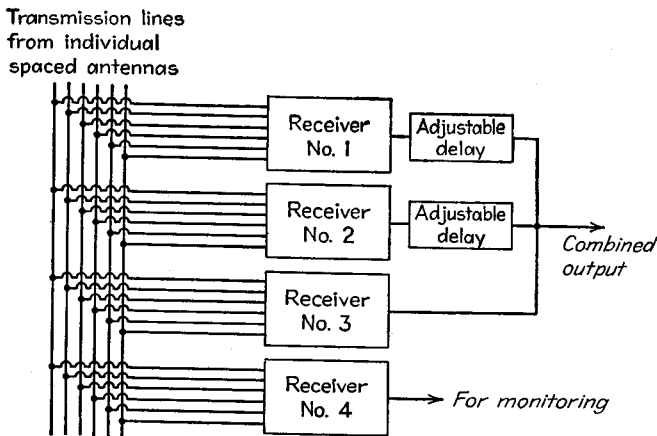 Transmission lines
from individual
spaced antennas
Receiver
No. 1
Adjustable
delay
Receiver
No. 2
Adjustable
delay
Combined
output
Receiver
No. 3
Receiver
No. 4
For monitoring